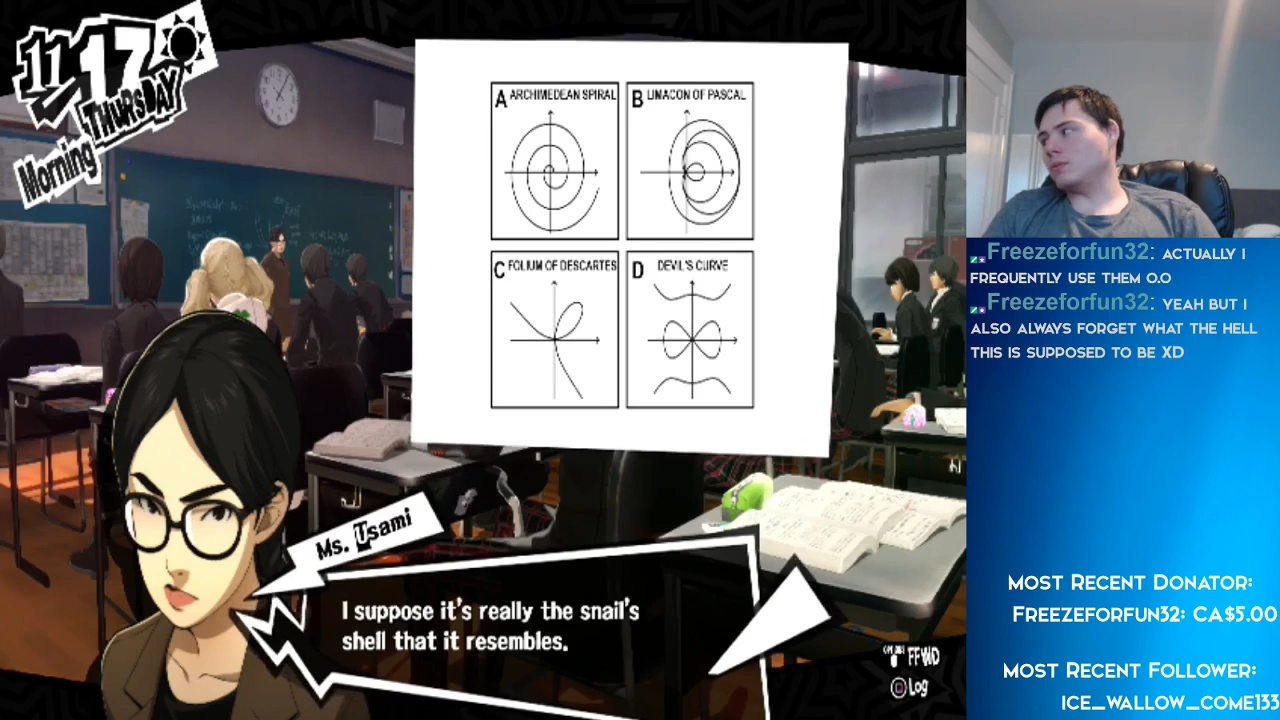 11 17
THURSDAY
Morning
A ARCHIMEDEAN SPIRAL
B LIMACON OF PASCAL
C FOLIUM OF DESCARTES
D DEVIL'S CURVE
Ms. Usami
I suppose it's really the snail's
shell that it resembles.
OPTIONS FFWD
Log
Freezeforfun32: ACTUALLY I
FREQUENTLY USE THEM O.O
Freezeforfun32: YEAH BUT I
ALSO ALWAYS FORGET WHAT THE HELL
THIS IS SUPPOSED TO BE XD
MOST RECENT DONATOR:
FREEZEFORFUN32: CA$5.00
MOST RECENT FOLLOWER:
ICE_WALLOW_COME133